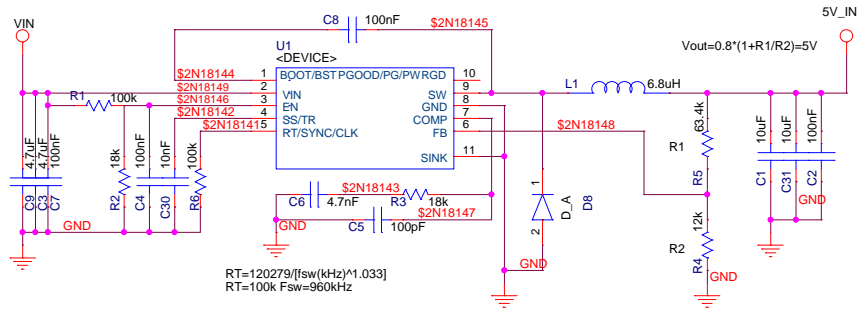 VIN
C8
100nF
$2N18145
5V_IN
U1
<DEVICE>
Vout=0.8*(1+R1/R2)=5V
$2N18144
1
BOOT/BST
PGOOD/PG/PWRGD
10
$2N18149
2
VIN
SW
9
L1
6.8uH
R1
100k
$2N18146
3
EN
GND
8
$2N18142
4
SS/TR
COMP
7
$2N18141
5
RT/SYNC/CLK
FB
6
$2N18148
SINK
11
4.7uF
4.7uF
100nF
18k
100nF
10nF
100k
C9
C3
C7
R2
C4
C30
R6
GND
C6
4.7nF
$2N18143
R3
18k
C5
100pF
$2N18147
GND
1
2
D_A
D8
GND
63.4k
R1
R5
12k
R2
R4
GND
10uF
10uF
100nF
C1
C31
C2
GND
RT=120279/[fsw(kHz)^1.033]
RT=100k Fsw=960kHz